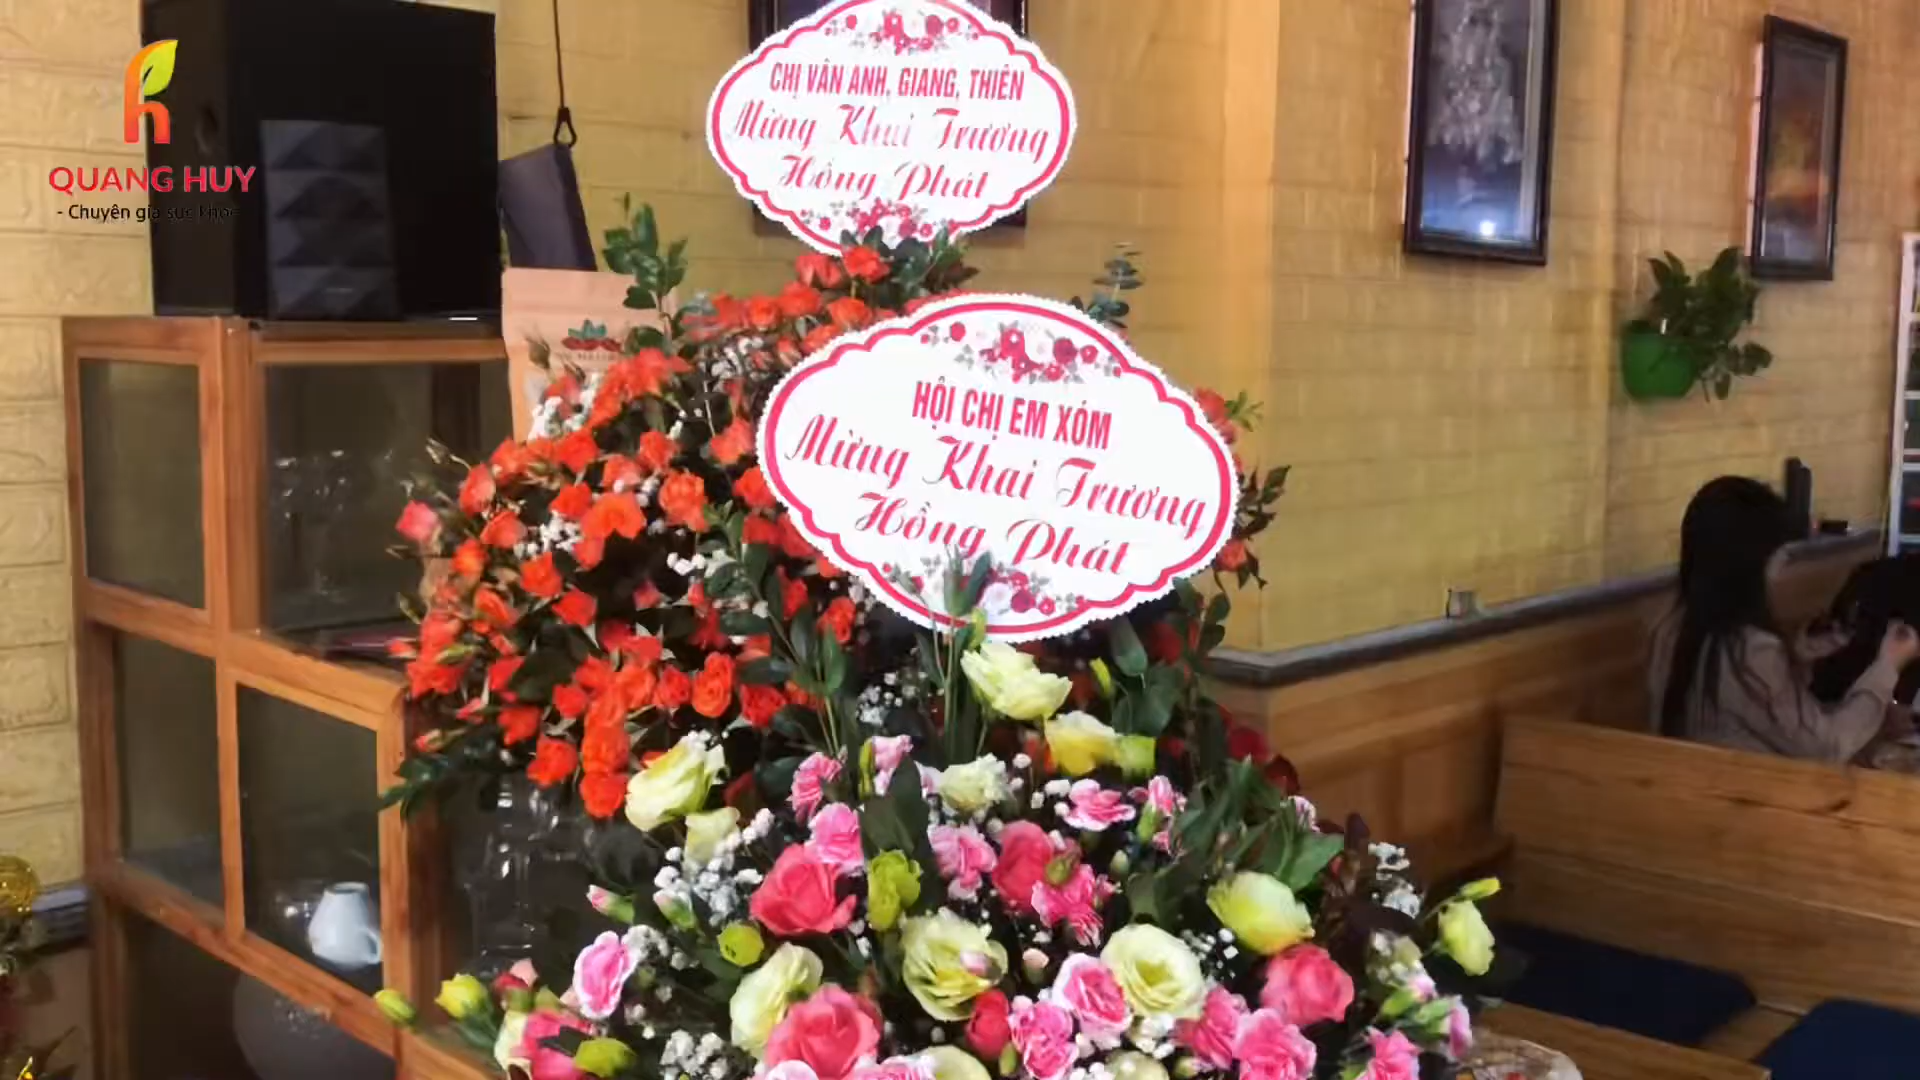 QUANG HUY
- Chuyên gia sức khỏe
CHỊ VÂN ANH, GIANG, THIÊN
Mừng Khai Trương
Hồng Phát
HỘI CHỊ EM XÓM
Mừng Khai Trương
Hồng Phát